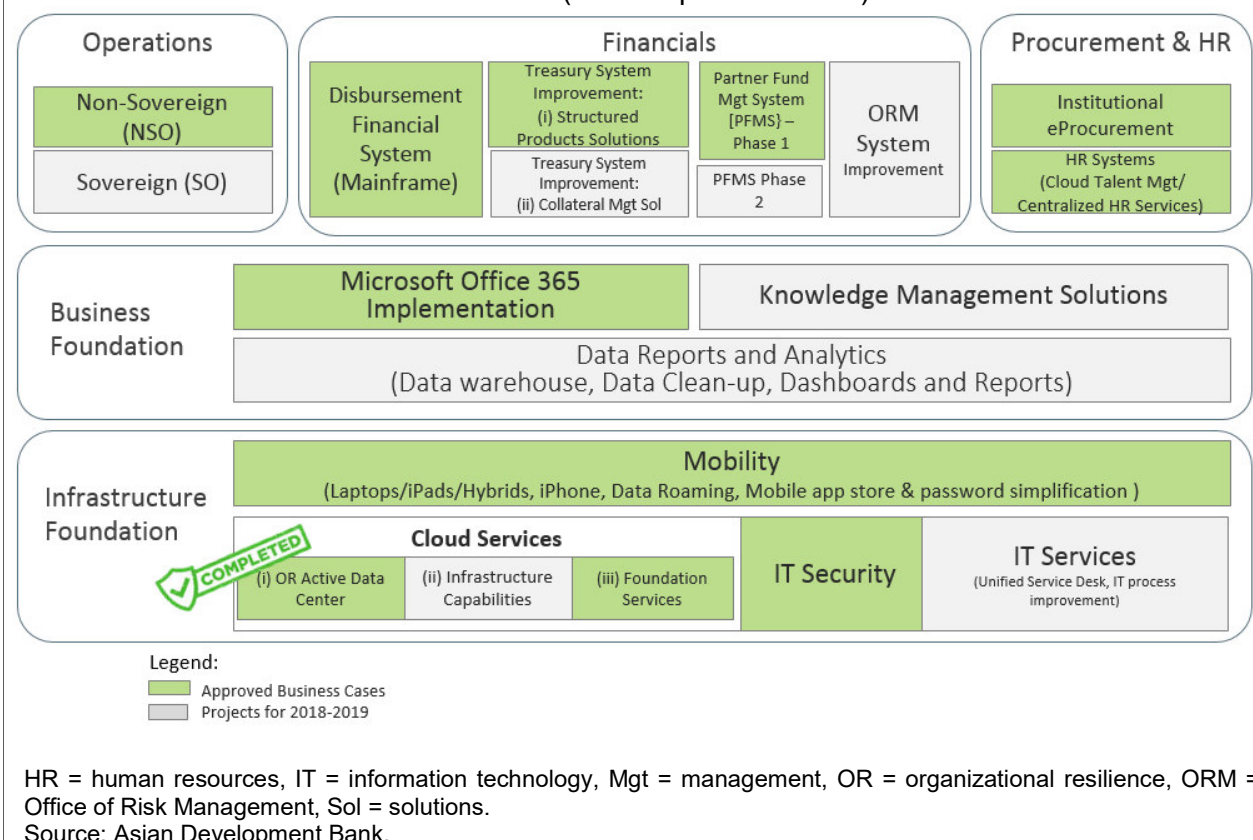 Operations
Non-Sovereign
(NSO)
Sovereign (SO)
Financials
Disbursement
Financial
System
(Mainframe)
Treasury System
Improvement:
(i) Structured
Products Solutions
Treasury System
Improvement:
(ii) Collateral Mgt Sol
Partner Fund
Mgt System
[PFMS} –
Phase 1
PFMS Phase
2
ORM
System
Improvement
Procurement & HR
Institutional
eProcurement
HR Systems
(Cloud Talent Mgt/
Centralized HR Services)
Business
Foundation
Microsoft Office 365
Implementation
Knowledge Management Solutions
Data Reports and Analytics
(Data warehouse, Data Clean-up, Dashboards and Reports)
Infrastructure
Foundation
Mobility
(Laptops/iPads/Hybrids, iPhone, Data Roaming, Mobile app store & password simplification )
COMPLETED
Cloud Services
(i) OR Active Data
Center
(ii) Infrastructure
Capabilities
(iii) Foundation
Services
IT Security
IT Services
(Unified Service Desk, IT process
improvement)
Legend:
Approved Business Cases
Projects for 2018-2019
HR = human resources, IT = information technology, Mgt = management, OR = organizational resilience, ORM =
Office of Risk Management, Sol = solutions.
Source: Asian Development Bank.